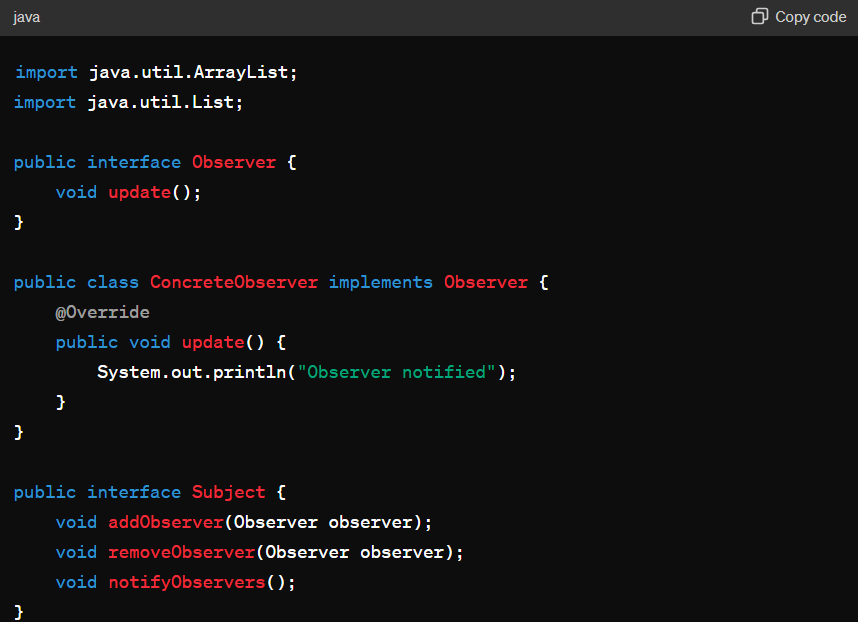 java
Copy code
import java.util.ArrayList;
import java.util.List;
public interface Observer {
    void update();
}
public class ConcreteObserver implements Observer {
    @Override
    public void update() {
        System.out.println("Observer notified");
    }
}
public interface Subject {
    void addObserver(Observer observer);
    void removeObserver(Observer observer);
    void notifyObservers();
}